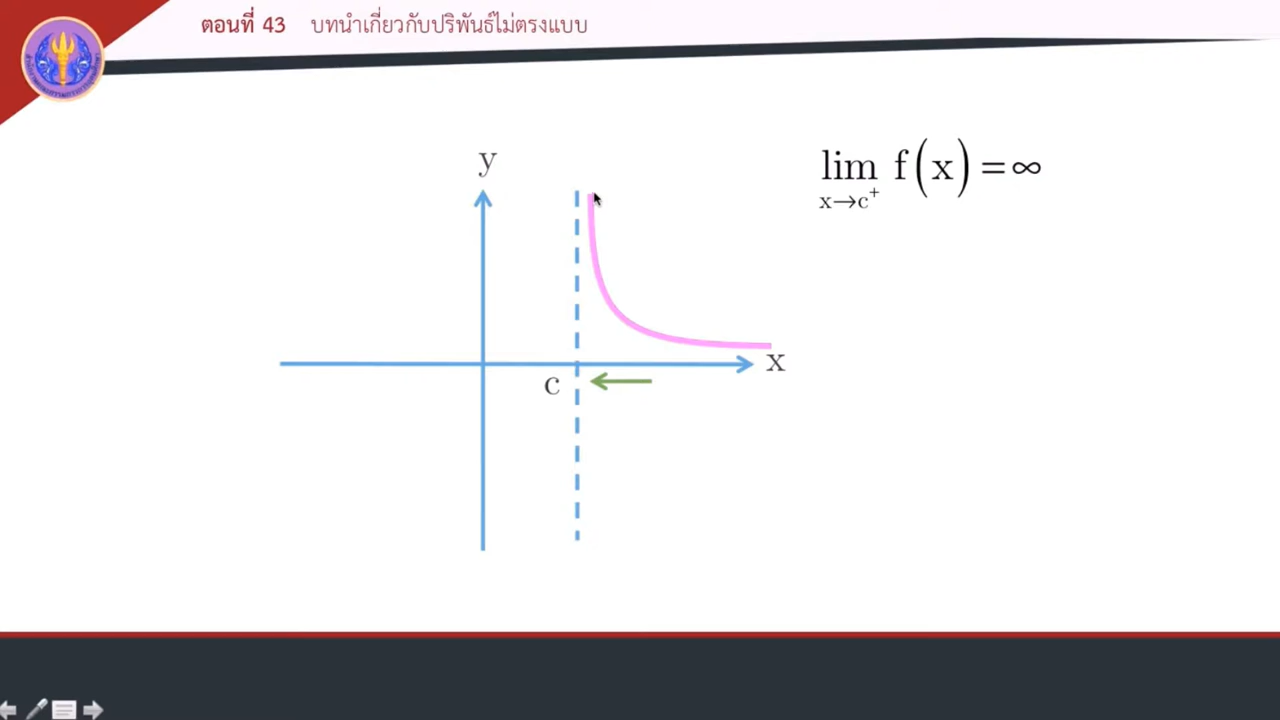 ตอนที่ 43 บทนำเกี่ยวกับปริพันธ์ไม่ตรงแบบ
y
lim f(x) = ∞
x→c⁺
x
c